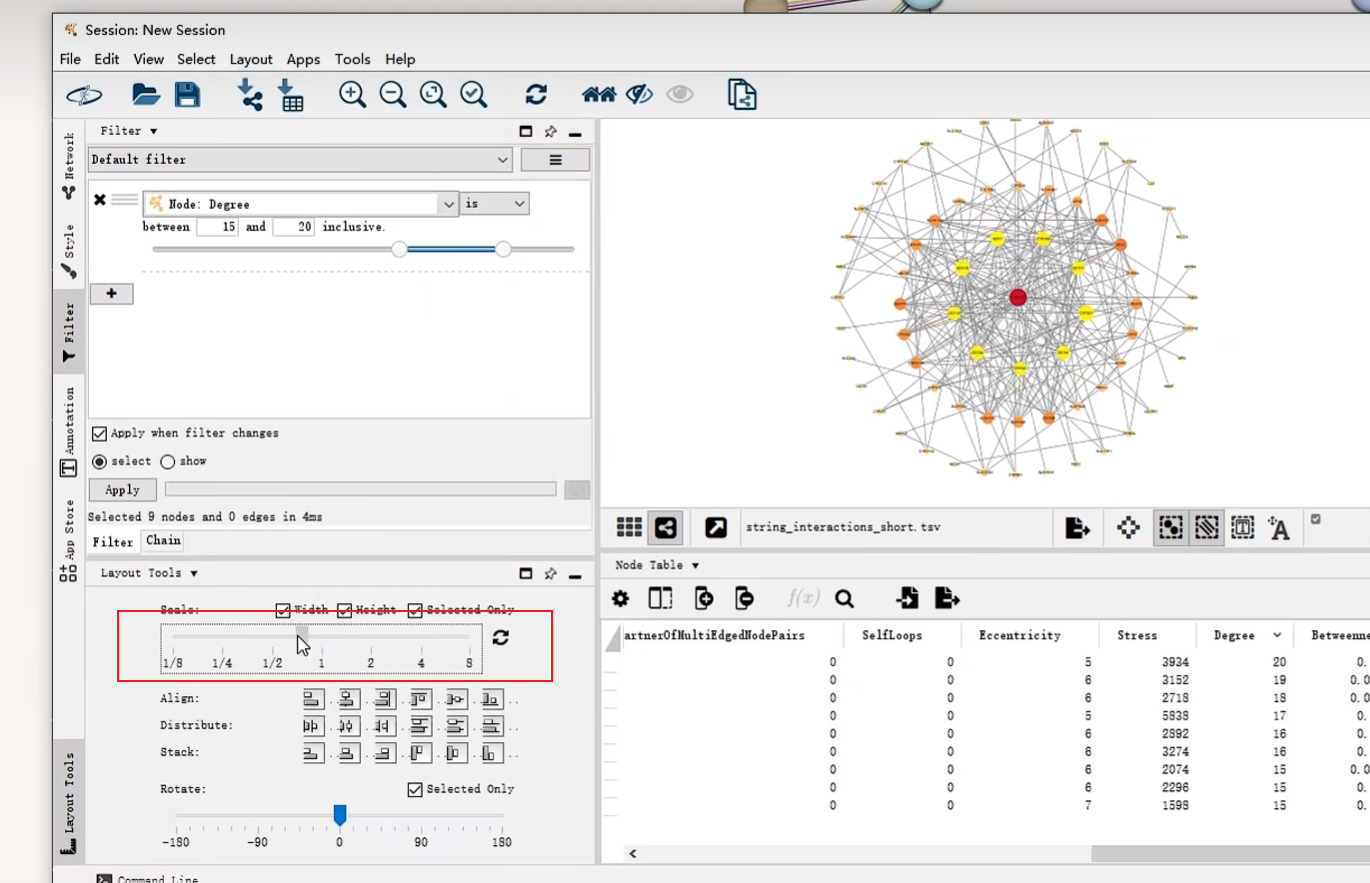 Session: New Session
File Edit View Select Layout Apps Tools Help
Network
Style
Filter
Annotation
App Store
Layout Tools
Filter ▼
Default filter
Node: Degree is
between 15 and 20 inclusive.
+
Apply when filter changes
select show
Apply
Selected 9 nodes and 0 edges in 4ms
Filter Chain
Layout Tools ▼
Scale: Width Height Selected Only
1/8 1/4 1/2 1 2 4 8
Align:
Distribute:
Stack:
Rotate: Selected Only
-180 -90 0 90 180
Command Line
string_interactions_short.tsv
Node Table ▼
f(x)
artnerOfMultiEdgedNodePairs SelfLoops Eccentricity Stress Degree Betweenne
0 0 5 3934 20 0.
0 0 6 3152 19 0.0
0 0 6 2718 18 0.0
0 0 5 5838 17 0.
0 0 6 2892 16 0.
0 0 6 3274 16 0.
0 0 6 2074 15 0.0
0 0 6 2296 15 0.
0 0 7 1598 15 0.